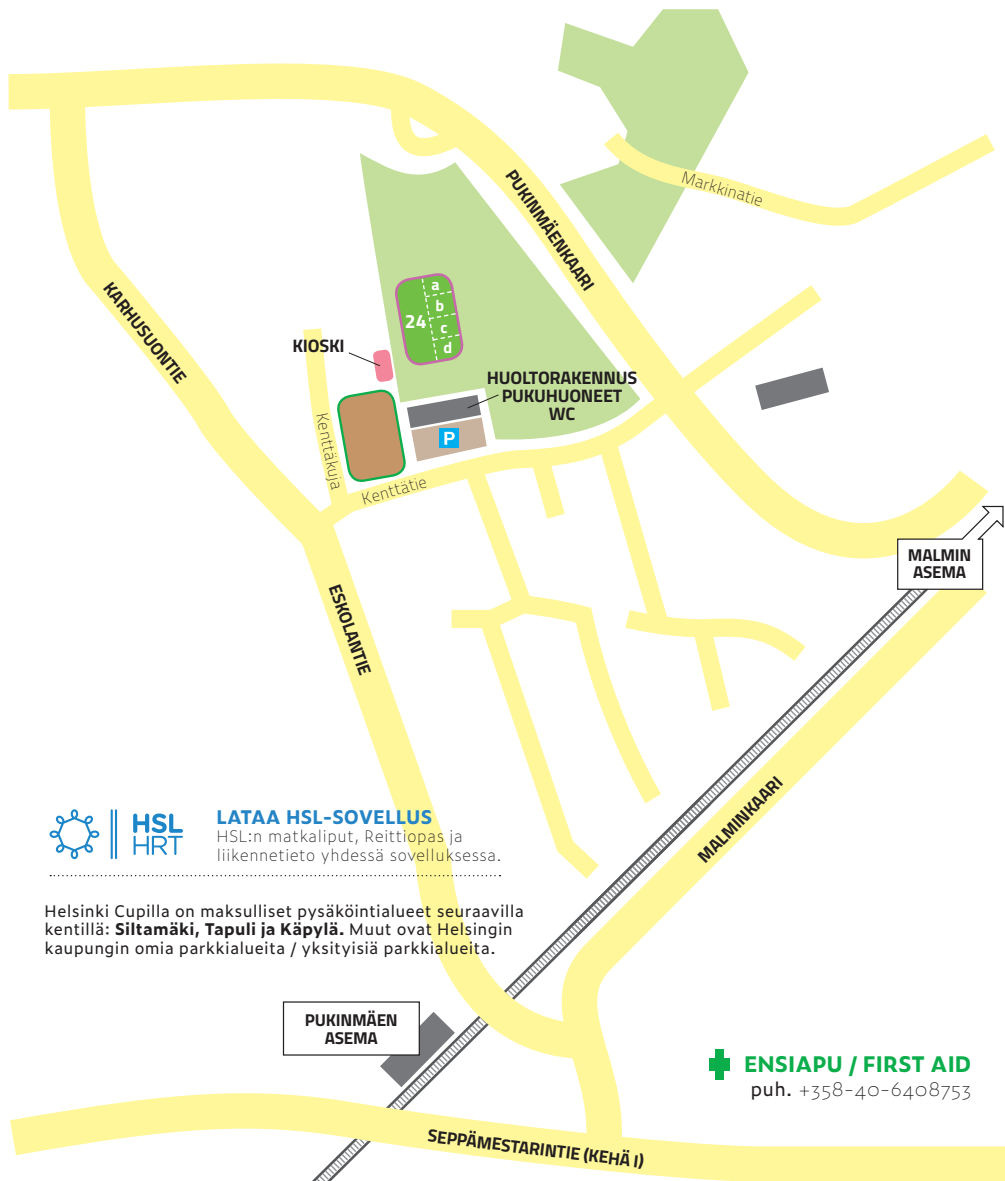 Markkinatie
PUKINMÄENKAARI
KARHUSUONTIE
a
b
24
c
d
KIOSKI
HUOLTORAKENNUS
PUKUHUONEET
WC
P
Kenttäkuja
Kenttätie
MALMIN
ASEMA
ESKOLANTIE
MALMINKAARI
HSL
HRT
LATAA HSL-SOVELLUS
HSL:n matkaliput, Reittiopas ja
liikennetieto yhdessä sovelluksessa.
Helsinki Cupilla on maksulliset pysäköintialueet seuraavilla
kentillä: Siltamäki, Tapuli ja Käpylä. Muut ovat Helsingin
kaupungin omia parkkialueita / yksityisiä parkkialueita.
PUKINMÄEN
ASEMA
ENSIAPU / FIRST AID
puh. +358-40-6408753
SEPPÄMESTARINTIE (KEHÄ I)